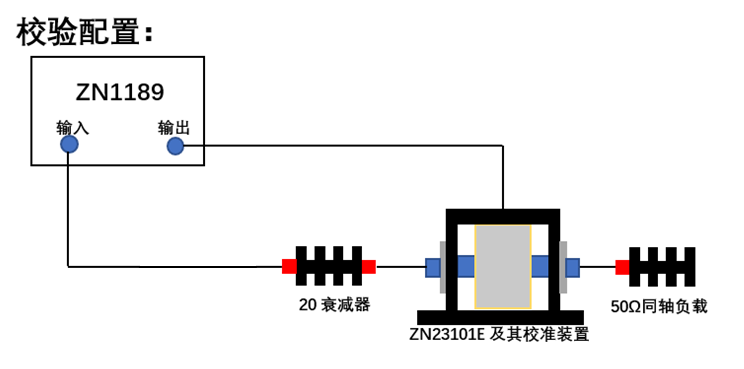 校验配置：
ZN1189
输入 输出
20 衰减器
50Ω同轴负载
ZN23101E 及其校准装置